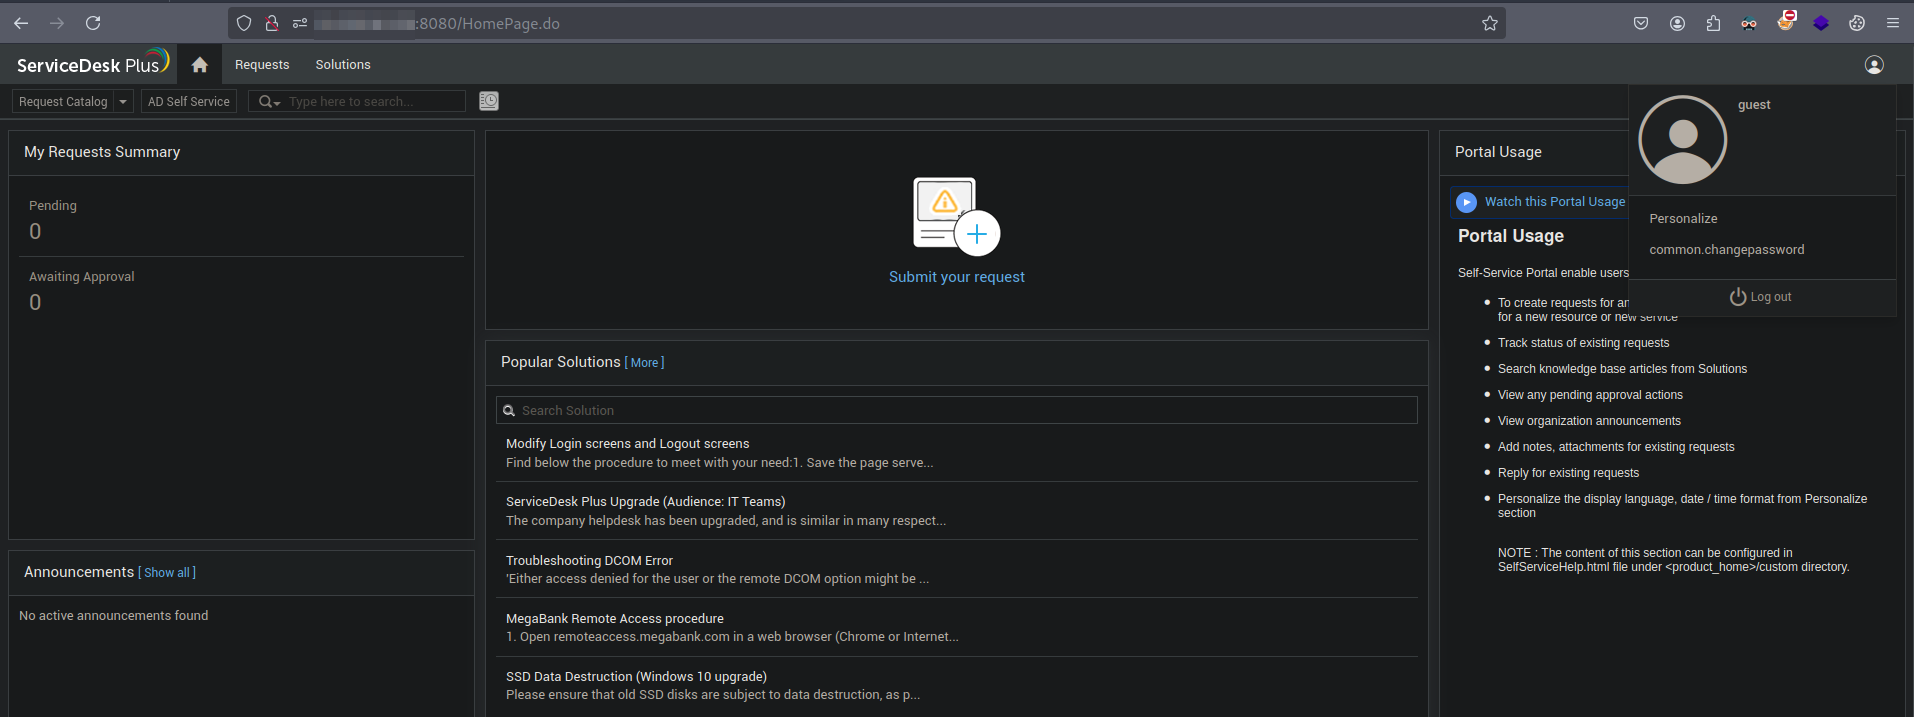 :8080/HomePage.do
ServiceDesk Plus
Requests
Solutions
Request Catalog
AD Self Service
Type here to search...
guest
Personalize
common.changepassword
Log out
My Requests Summary
Pending
0
Awaiting Approval
0
Announcements [ Show all ]
No active announcements found
Submit your request
Popular Solutions [ More ]
Search Solution
Modify Login screens and Logout screens
Find below the procedure to meet with your need:1. Save the page serve...
ServiceDesk Plus Upgrade (Audience: IT Teams)
The company helpdesk has been upgraded, and is similar in many respect...
Troubleshooting DCOM Error
'Either access denied for the user or the remote DCOM option might be ...
MegaBank Remote Access procedure
1. Open remoteaccess.megabank.com in a web browser (Chrome or Internet...
SSD Data Destruction (Windows 10 upgrade)
Please ensure that old SSD disks are subject to data destruction, as p...
Portal Usage
Watch this Portal Usage
Portal Usage
Self-Service Portal enable users
To create requests for an
for a new resource or new service
Track status of existing requests
Search knowledge base articles from Solutions
View any pending approval actions
View organization announcements
Add notes, attachments for existing requests
Reply for existing requests
Personalize the display language, date / time format from Personalize
section
NOTE : The content of this section can be configured in
SelfServiceHelp.html file under <product_home>/custom directory.